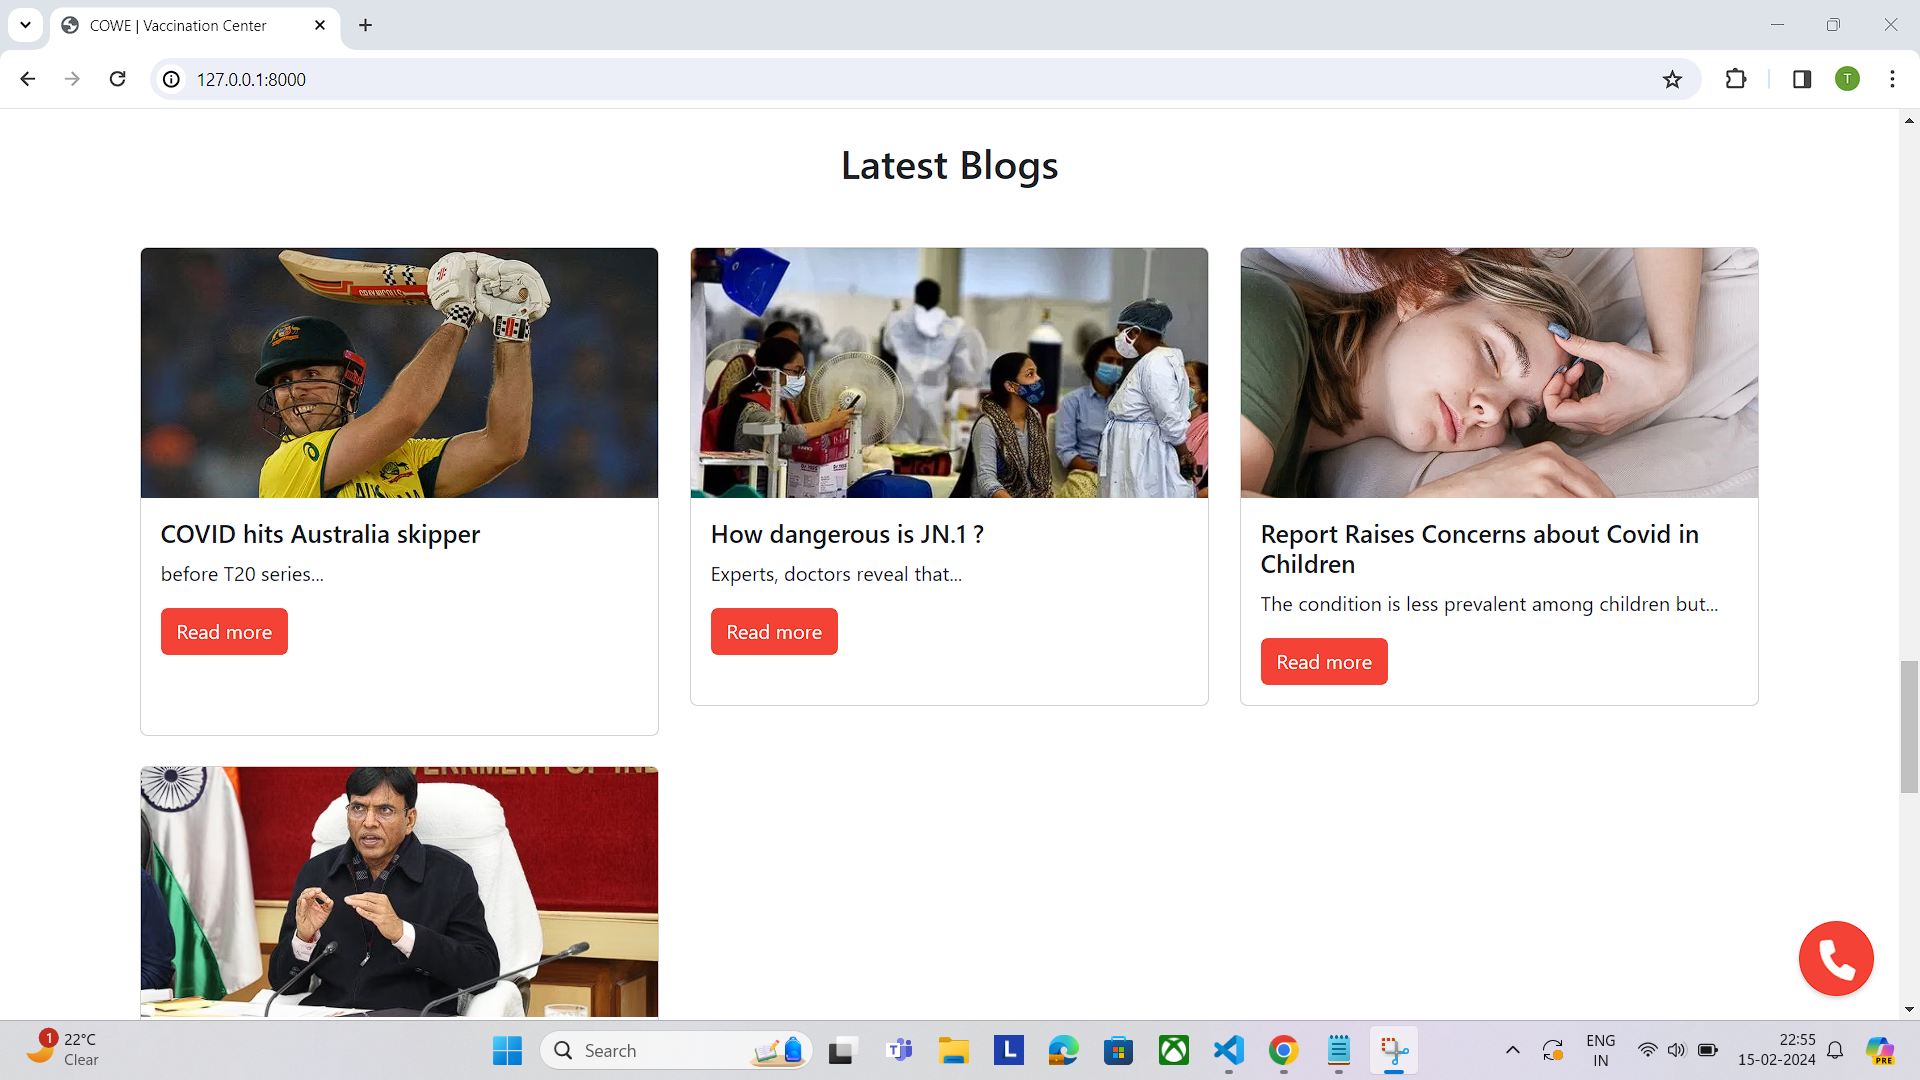 COWE | Vaccination Center
127.0.0.1:8000
T
Latest Blogs
COVID hits Australia skipper
before T20 series...
Read more
How dangerous is JN.1 ?
Experts, doctors reveal that...
Read more
Report Raises Concerns about Covid in
Children
The condition is less prevalent among children but...
Read more
1
22°C
Clear
Search
L
ENG
IN
22:55
15-02-2024
PRE